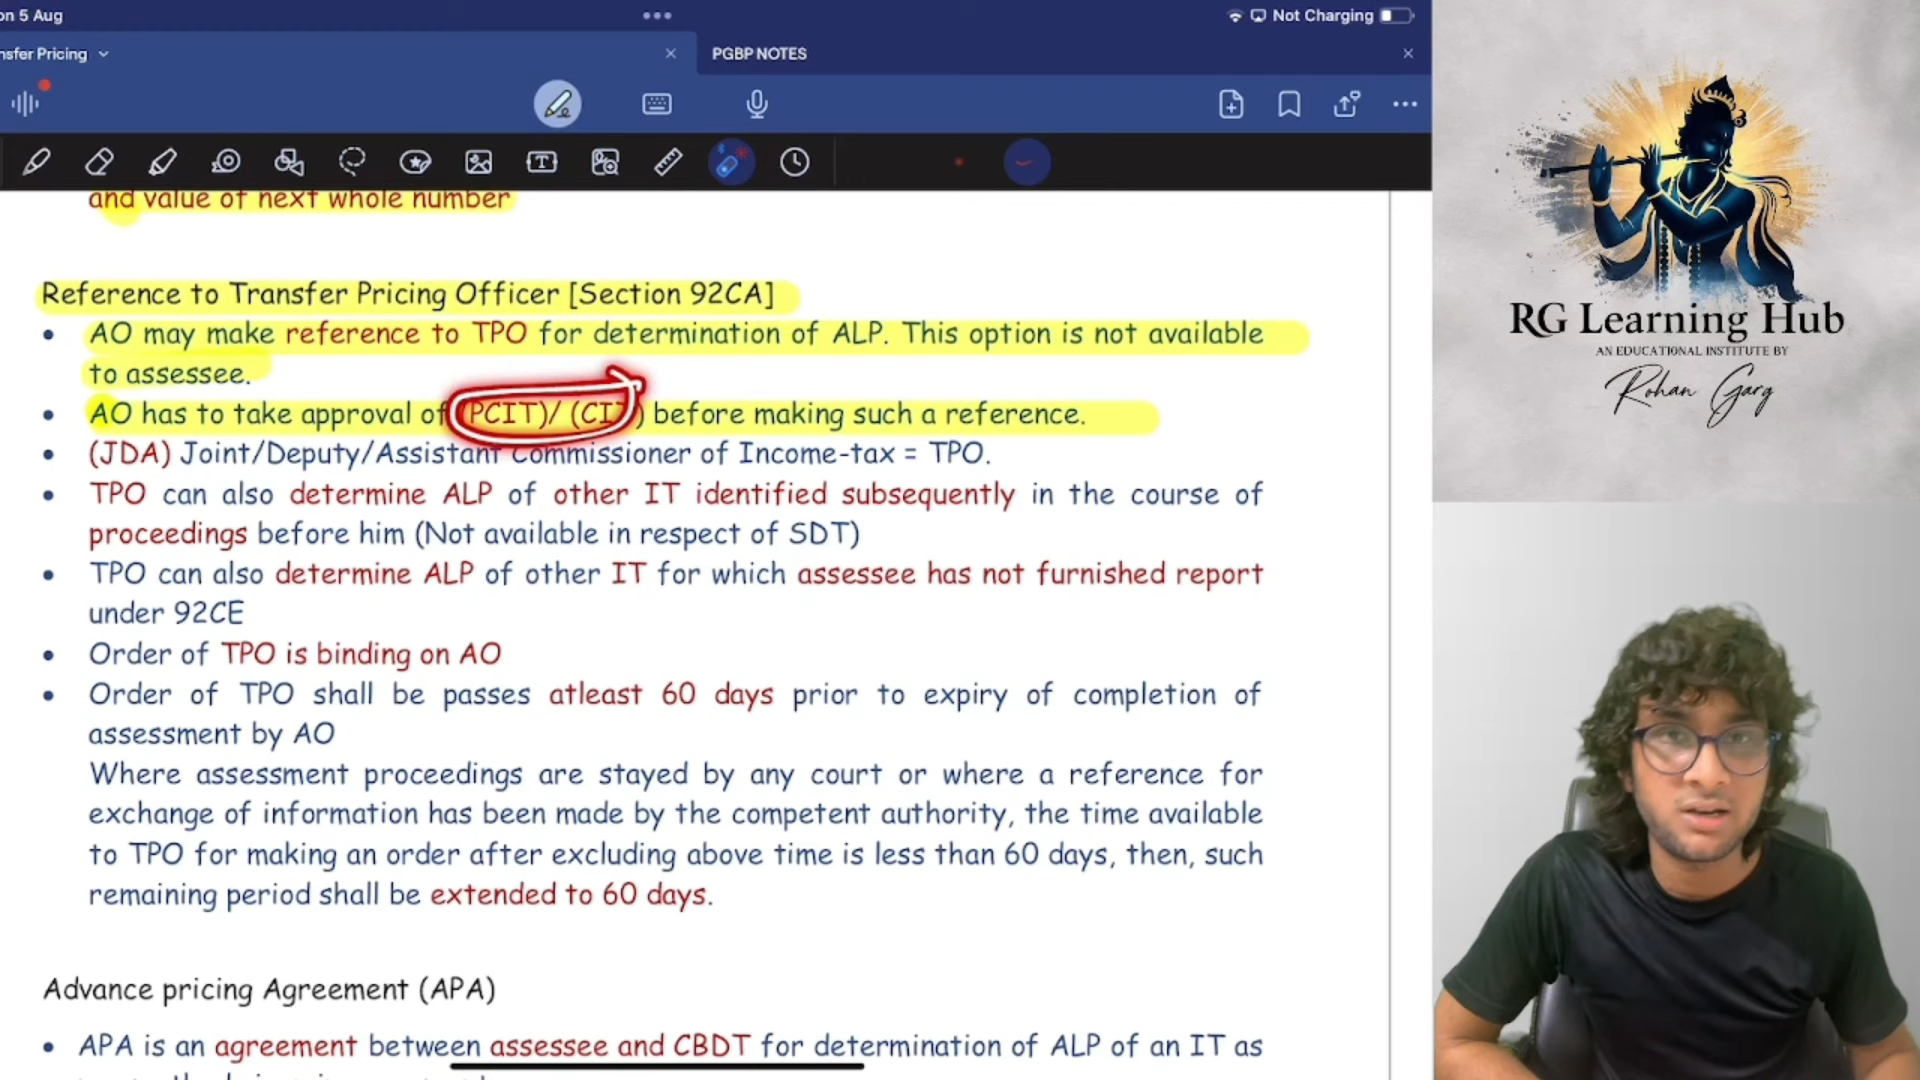 on 5 Aug
Not Charging
nsfer Pricing
PGBP NOTES
and value of next whole number
Reference to Transfer Pricing Officer [Section 92CA]
• AO may make reference to TPO for determination of ALP. This option is not available
to assessee.
• AO has to take approval of (PCIT)/ (CIT) before making such a reference.
• (JDA) Joint/Deputy/Assistant Commissioner of Income-tax = TPO.
• TPO can also determine ALP of other IT identified subsequently in the course of
proceedings before him (Not available in respect of SDT)
• TPO can also determine ALP of other IT for which assessee has not furnished report
under 92CE
• Order of TPO is binding on AO
• Order of TPO shall be passes atleast 60 days prior to expiry of completion of
assessment by AO
Where assessment proceedings are stayed by any court or where a reference for
exchange of information has been made by the competent authority, the time available
to TPO for making an order after excluding above time is less than 60 days, then, such
remaining period shall be extended to 60 days.
Advance pricing Agreement (APA)
• APA is an agreement between assessee and CBDT for determination of ALP of an IT as
RG Learning Hub
AN EDUCATIONAL INSTITUTE BY
Rohan Garg